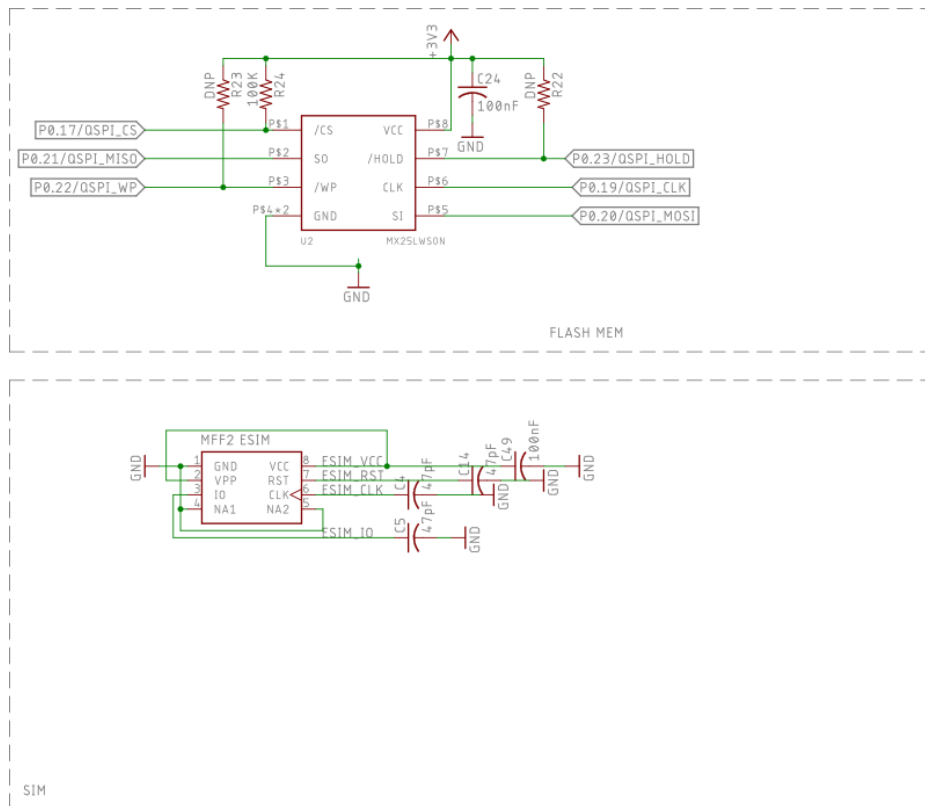 +3V3
DNP
R23
100K
R24
C24
100nF
DNP
R22
GND
P0.17/QSPI_CS
P$1
/CS
VCC
P$8
P0.21/QSPI_MISO
P$2
SO
/HOLD
P$7
P0.23/QSPI_HOLD
P0.22/QSPI_WP
P$3
/WP
CLK
P$6
P0.19/QSPI_CLK
P$4*2
GND
SI
P$5
P0.20/QSPI_MOSI
U2
MX25LWSON
GND
FLASH MEM
MFF2 ESIM
GND
1
GND
VCC
8
ESIM_VCC
2
VPP
RST
7
ESIM_RST
3
IO
CLK
6
ESIM_CLK
4
NA1
NA2
5
ESIM_IO
C4
47pF
C14
47pF
C49
100nF
GND
GND
GND
C5
47pF
GND
SIM